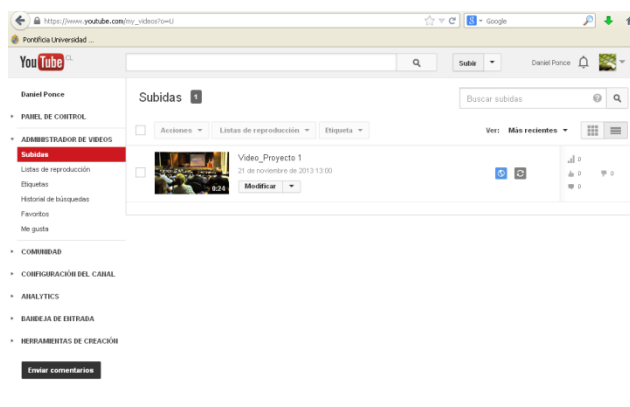 https://www.youtube.com/my_videos?o=U
Google
Pontificia Universidad ...
YouTube CL
Subir
Daniel Ponce
Daniel Ponce
PANEL DE CONTROL
ADMINISTRADOR DE VIDEOS
Subidas
Listas de reproducción
Etiquetas
Historial de búsquedas
Favoritos
Me gusta
COMUNIDAD
CONFIGURACIÓN DEL CANAL
ANALYTICS
BANDEJA DE ENTRADA
HERRAMIENTAS DE CREACIÓN
Enviar comentarios
Subidas 1
Buscar subidas
Acciones Listas de reproducción Etiqueta Ver: Más recientes
Video_Proyecto 1
21 de noviembre de 2013 13:00
0:24 Modificar
0
0 0
0